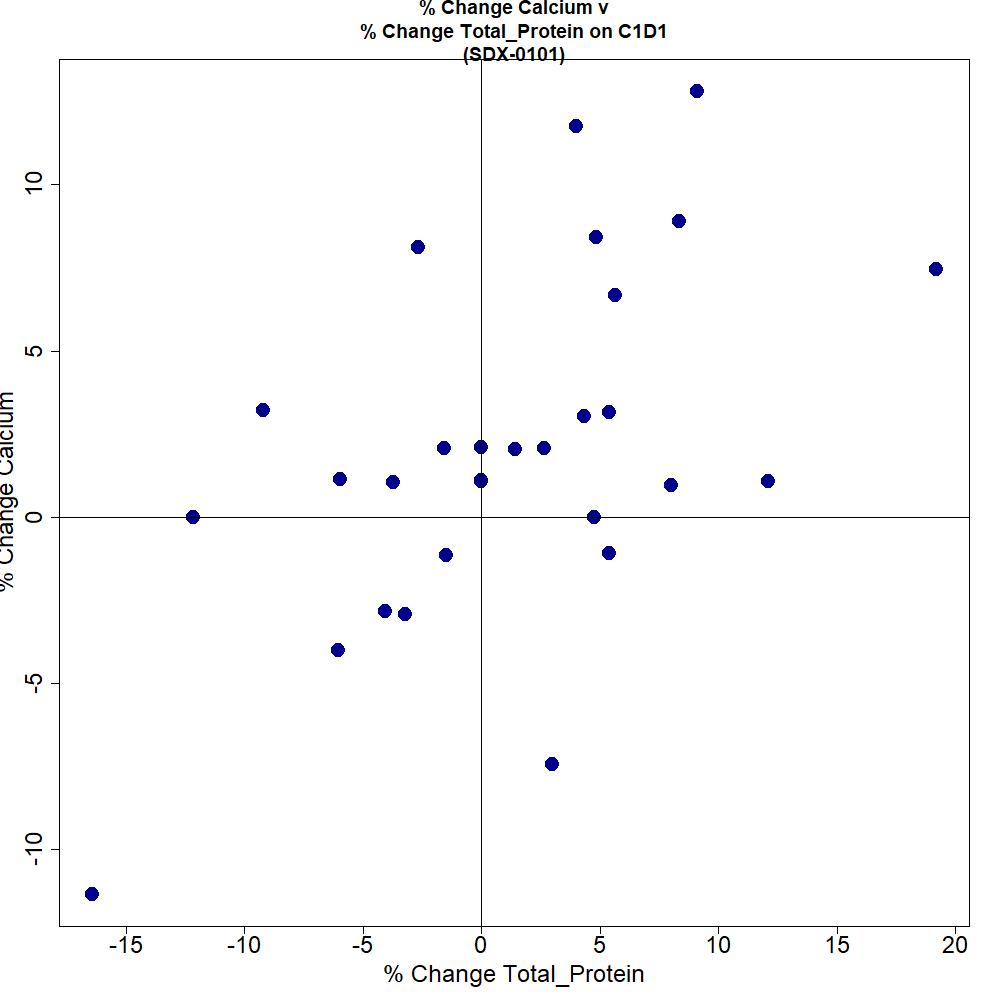 % Change Calcium v
% Change Total_Protein on C1D1
(SDX-0101)
% Change Calcium
10
5
0
-5
-10
-15
-10
-5
0
5
10
15
20
% Change Total_Protein